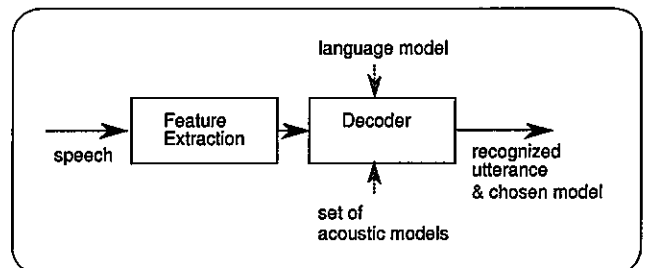 language model
Feature
Extraction
Decoder
speech
recognized
utterance
& chosen model
set of
acoustic models